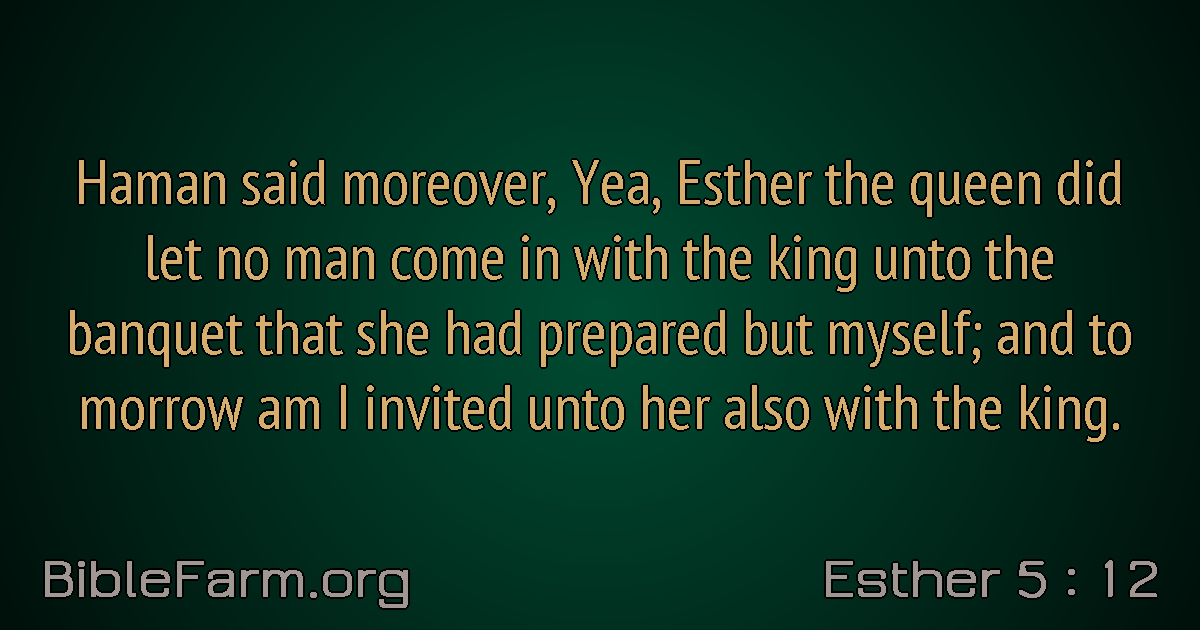 Haman said moreover, Yea, Esther the queen did
let no man come in with the king unto the
banquet that she had prepared but myself; and to
morrow am I invited unto her also with the king.
BibleFarm.org
Esther 5 : 12